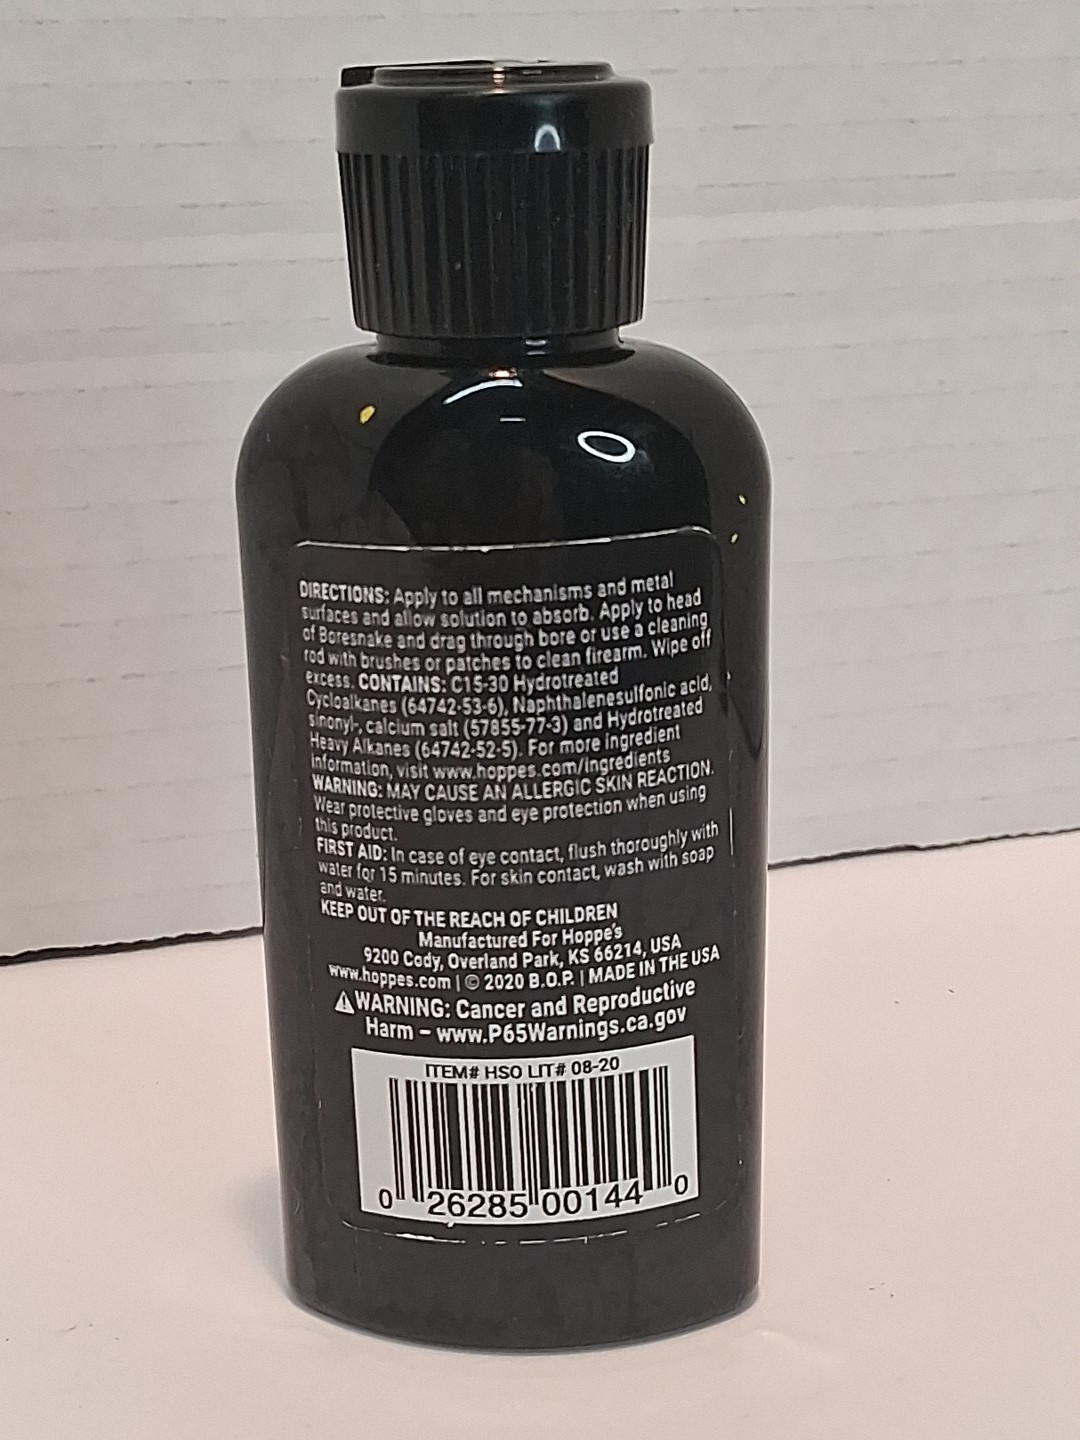 DIRECTIONS: Apply to all mechanisms and metal
surfaces and allow solution to absorb. Apply to head
of Boresnake and drag through bore or use a cleaning
rod with brushes or patches to clean firearm. Wipe off
excess. CONTAINS: C15-30 Hydrotreated
Cycloalkanes (64742-53-6), Naphthalenesulfonic acid,
sinonyl-, calcium salt (57855-77-3) and Hydrotreated
Heavy Alkanes (64742-52-5). For more ingredient
information, visit www.hoppes.com/ingredients
WARNING: MAY CAUSE AN ALLERGIC SKIN REACTION.
Wear protective gloves and eye protection when using
this product.
FIRST AID: In case of eye contact, flush thoroughly with
water for 15 minutes. For skin contact, wash with soap
and water.
KEEP OUT OF THE REACH OF CHILDREN
Manufactured For Hoppe's
9200 Cody, Overland Park, KS 66214, USA
www.hoppes.com | © 2020 B.O.P. | MADE IN THE USA
⚠WARNING: Cancer and Reproductive
Harm – www.P65Warnings.ca.gov
ITEM# HSO LIT# 08-20
0 26285 00144 0